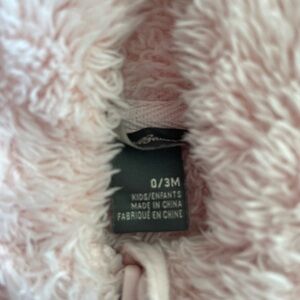 0/3M
KIDS/ENFANTS
MADE IN CHINA
FABRIQUÉ EN CHINE